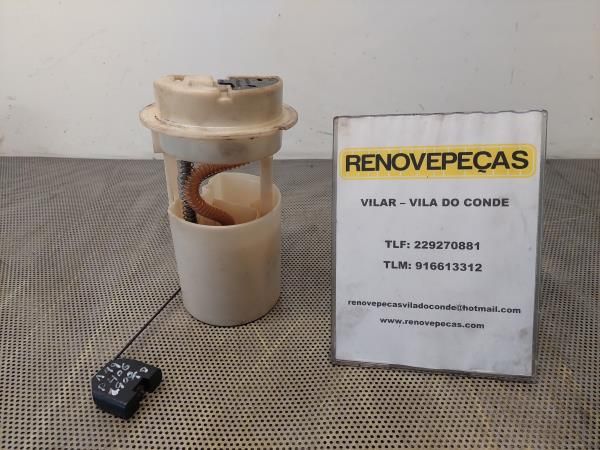 RENOVEPEÇAS
VILAR – VILA DO CONDE
TLF: 229270881
TLM: 916613312
renovepecasviladoconde@hotmail.com
www.renovepecas.com